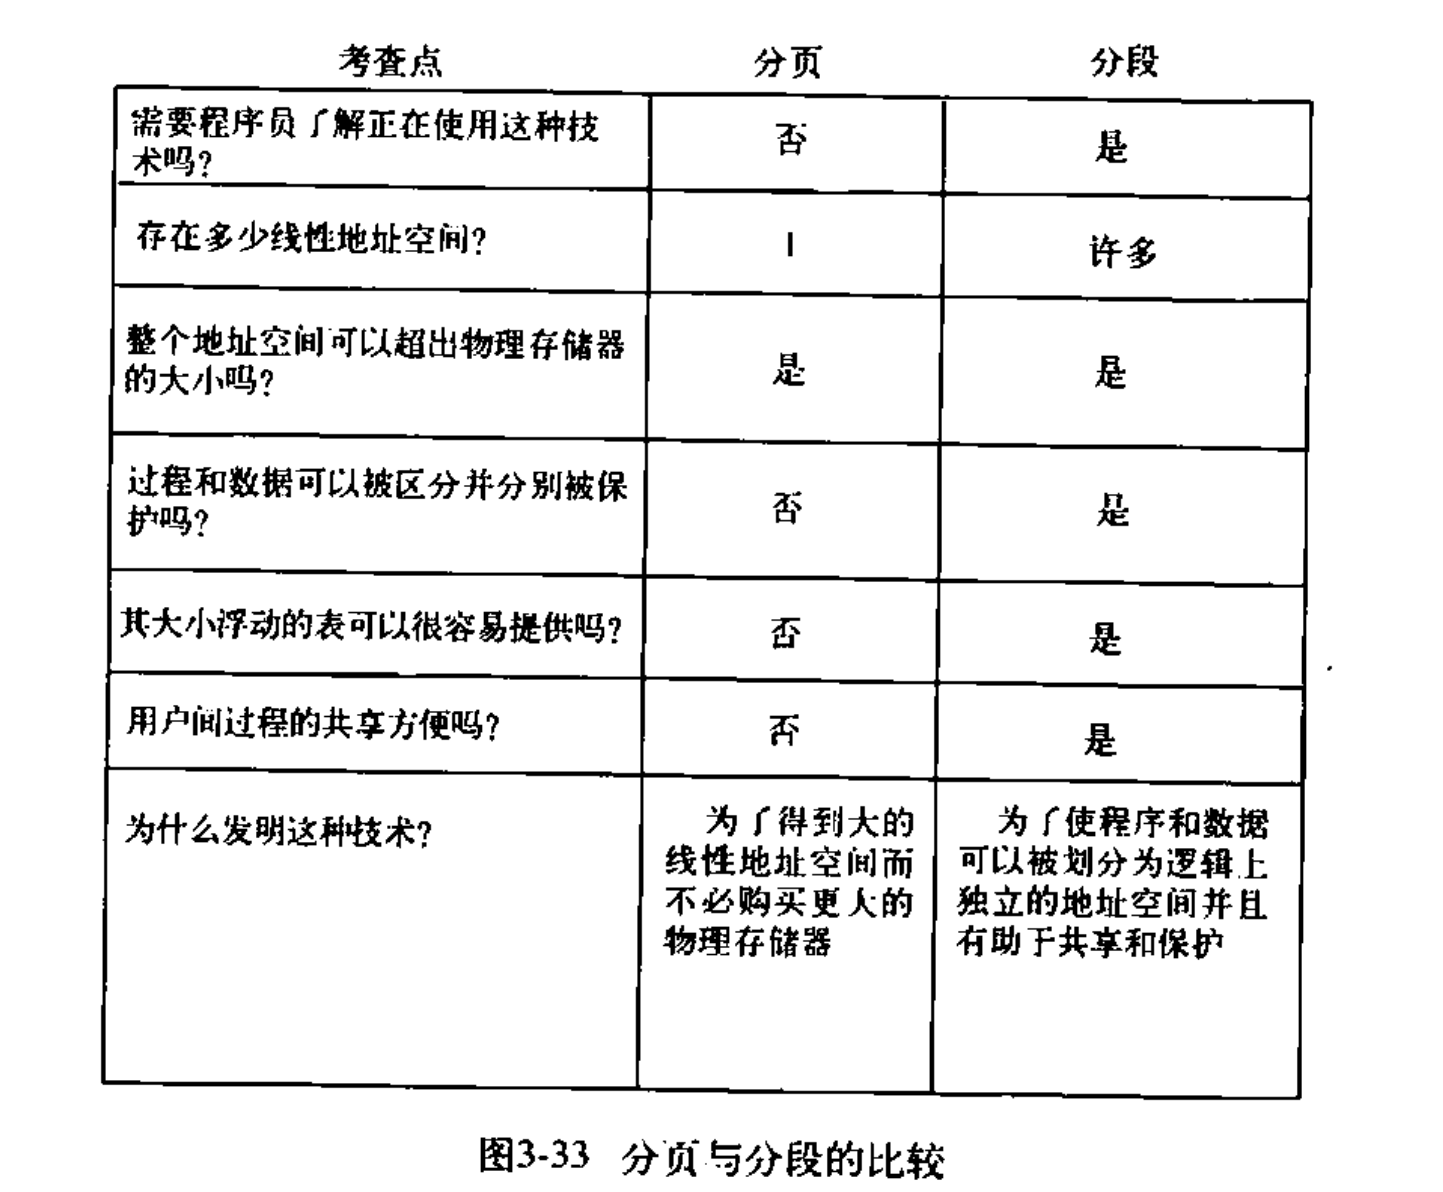 考查点 分页 分段
需要程序员了解正在使用这种技
术吗?
否 是
存在多少线性地址空间? 1 许多
整个地址空间可以超出物理存储器
的大小吗?
是 是
过程和数据可以被区分并分别被保
护吗?
否 是
其大小浮动的表可以很容易提供吗? 否 是
用户间过程的共享方便吗? 否 是
为什么发明这种技术?
为了得到大的
线性地址空间而
不必购买更大的
物理存储器
为了使程序和数据
可以被划分为逻辑上
独立的地址空间并且
有助于共享和保护
图3-33 分页与分段的比较